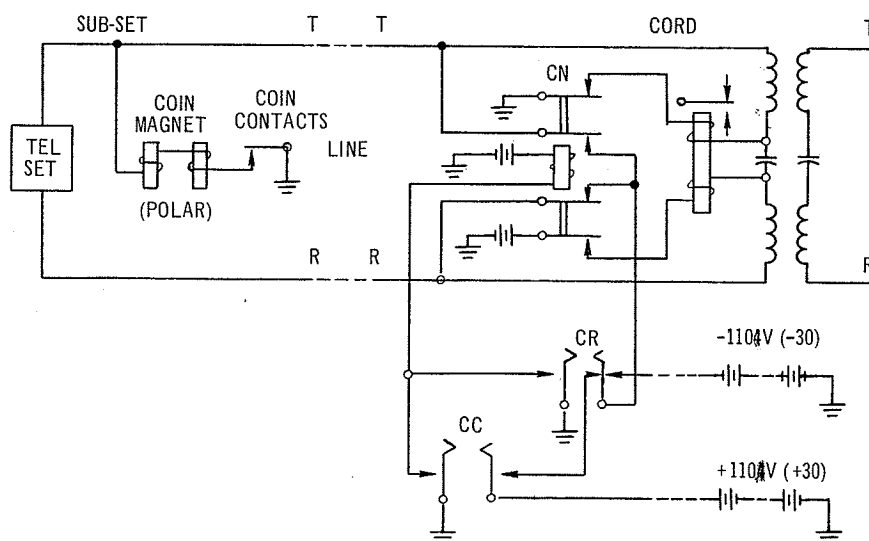 SUB-SET
T
T
CORD
T
CN
COIN
MAGNET
COIN
CONTACTS
LINE
TEL
SET
(POLAR)
R
R
R
CR
-110V (-30)
CC
+110V (+30)